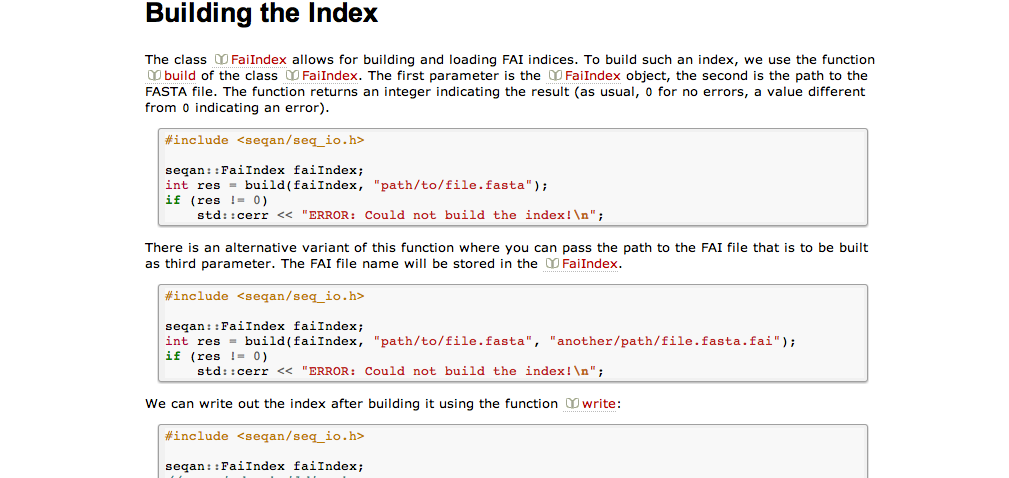 Building the Index
The class FaiIndex allows for building and loading FAI indices. To build such an index, we use the function
build of the class FaiIndex. The first parameter is the FaiIndex object, the second is the path to the
FASTA file. The function returns an integer indicating the result (as usual, 0 for no errors, a value different
from 0 indicating an error).
#include <seqan/seq_io.h>
seqan::FaiIndex faiIndex;
int res = build(faiIndex, "path/to/file.fasta");
if (res != 0)
    std::cerr << "ERROR: Could not build the index!\n";
There is an alternative variant of this function where you can pass the path to the FAI file that is to be built
as third parameter. The FAI file name will be stored in the FaiIndex.
#include <seqan/seq_io.h>
seqan::FaiIndex faiIndex;
int res = build(faiIndex, "path/to/file.fasta", "another/path/file.fasta.fai");
if (res != 0)
    std::cerr << "ERROR: Could not build the index!\n";
We can write out the index after building it using the function write:
#include <seqan/seq_io.h>
seqan::FaiIndex faiIndex;